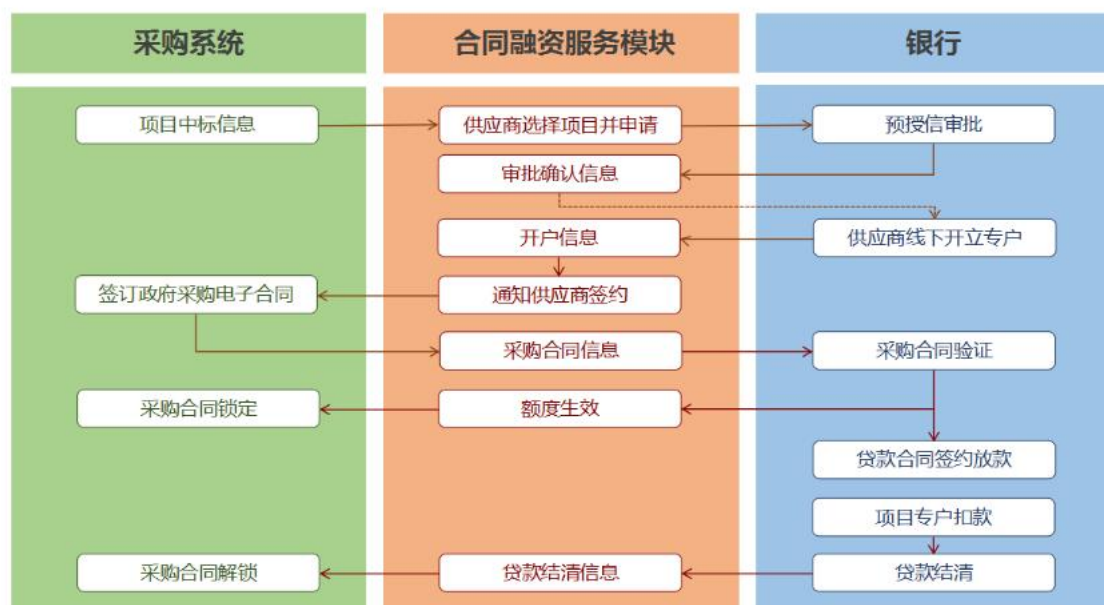 采购系统
合同融资服务模块
银行
项目中标信息
供应商选择项目并申请
预授信审批
审批确认信息
开户信息
供应商线下开立专户
签订政府采购电子合同
通知供应商签约
采购合同信息
采购合同验证
采购合同锁定
额度生效
贷款合同签约放款
项目专户扣款
采购合同解锁
贷款结清信息
贷款结清